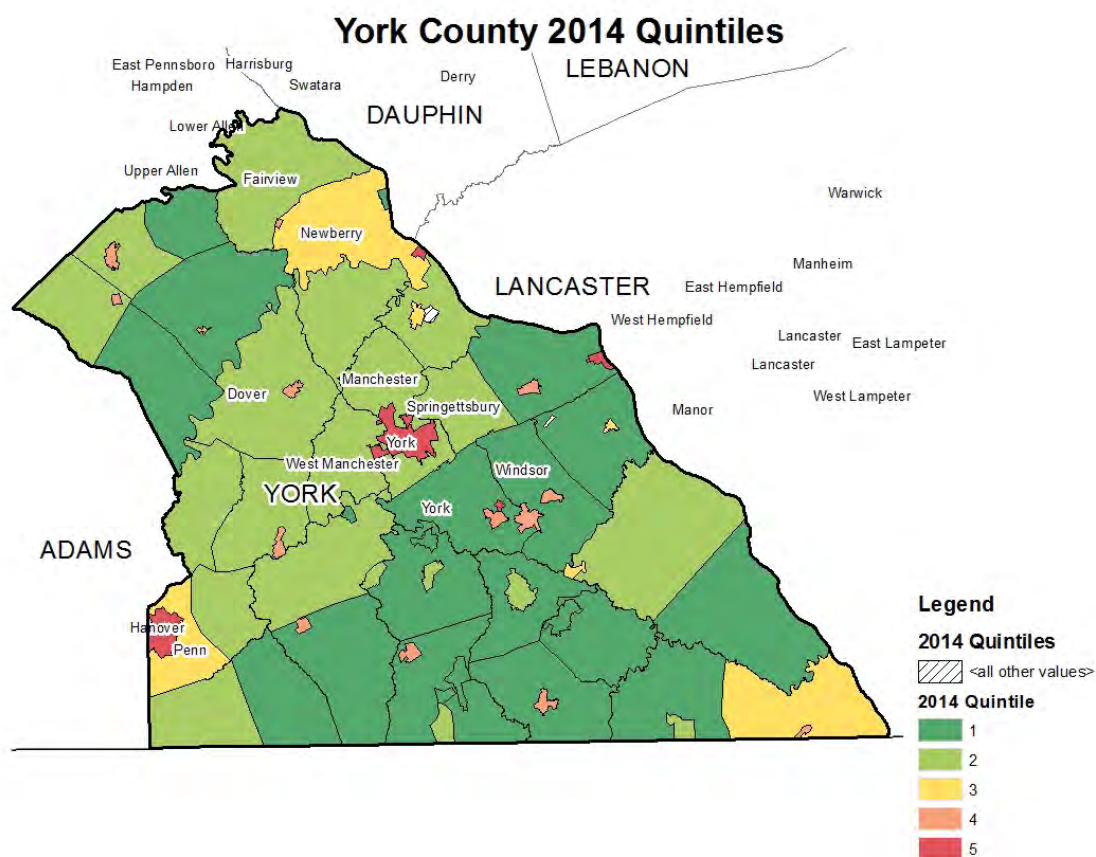 York County 2014 Quintiles
East Pennsboro
Harrisburg
Hampden
Swatara
Derry
LEBANON
DAUPHIN
Lower Allen
Upper Allen
Fairview
Warwick
Newberry
Manheim
LANCASTER
East Hempfield
West Hempfield
Lancaster
East Lampeter
Lancaster
Manchester
Dover
West Lampeter
Springettsbury
Manor
York
West Manchester
Windsor
YORK
York
ADAMS
Hanover
Penn
Legend
2014 Quintiles
<all other values>
2014 Quintile
1
2
3
4
5